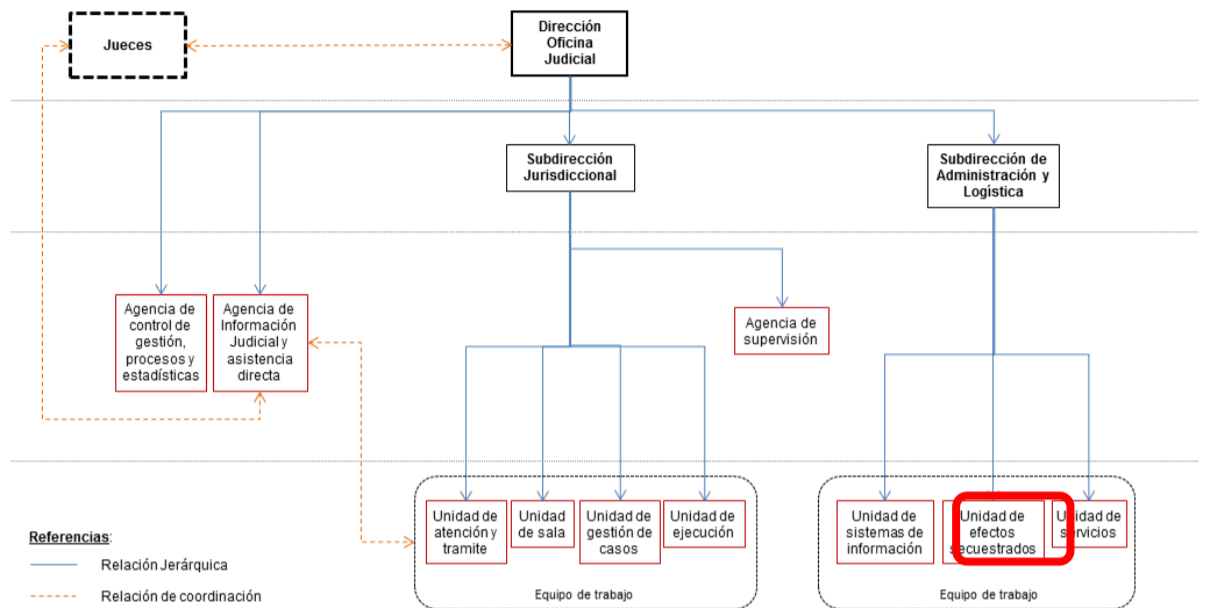 Jueces
Dirección
Oficina
Judicial
Subdirección
Jurisdiccional
Subdirección de
Administración y
Logística
Agencia de
control de
gestión,
procesos y
estadísticas
Agencia de
Información
Judicial y
asistencia
directa
Agencia de
supervisión
Unidad de
atención y
tramite
Unidad
de sala
Unidad de
gestión de
casos
Unidad de
ejecución
Equipo de trabajo
Unidad de
sistemas de
información
Unidad de
efectos
secuestrados
Unidad de
servicios
Equipo de trabajo
Referencias:
Relación Jerárquica
Relación de coordinación